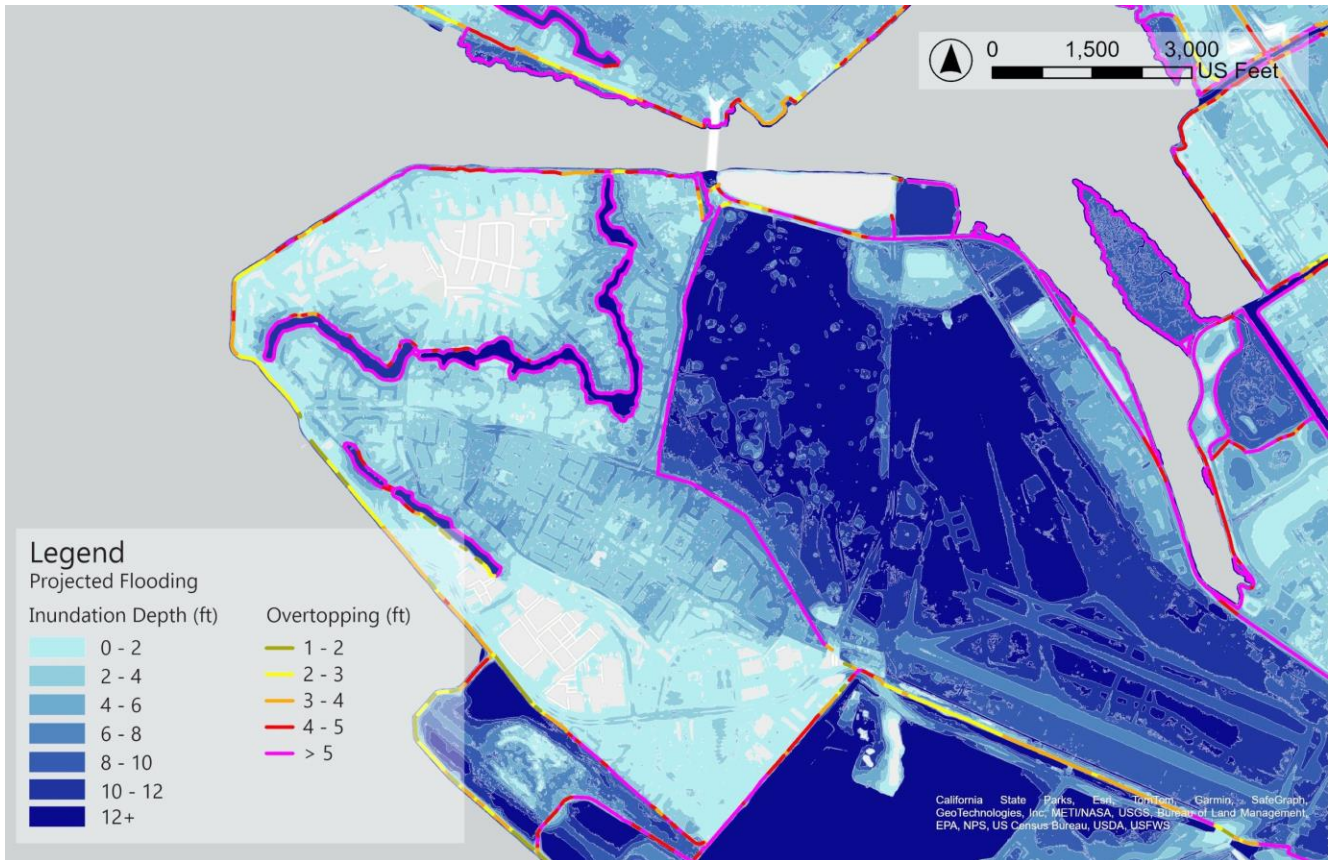 0 1,500 3,000
US Feet
Legend
Projected Flooding
Inundation Depth (ft)
0 - 2
2 - 4
4 - 6
6 - 8
8 - 10
10 - 12
12+
Overtopping (ft)
1 - 2
2 - 3
3 - 4
4 - 5
> 5
California State Parks, Esri, TomTom, Garmin, SafeGraph,
GeoTechnologies, Inc, METI/NASA, USGS, Bureau of Land Management,
EPA, NPS, US Census Bureau, USDA, USFWS